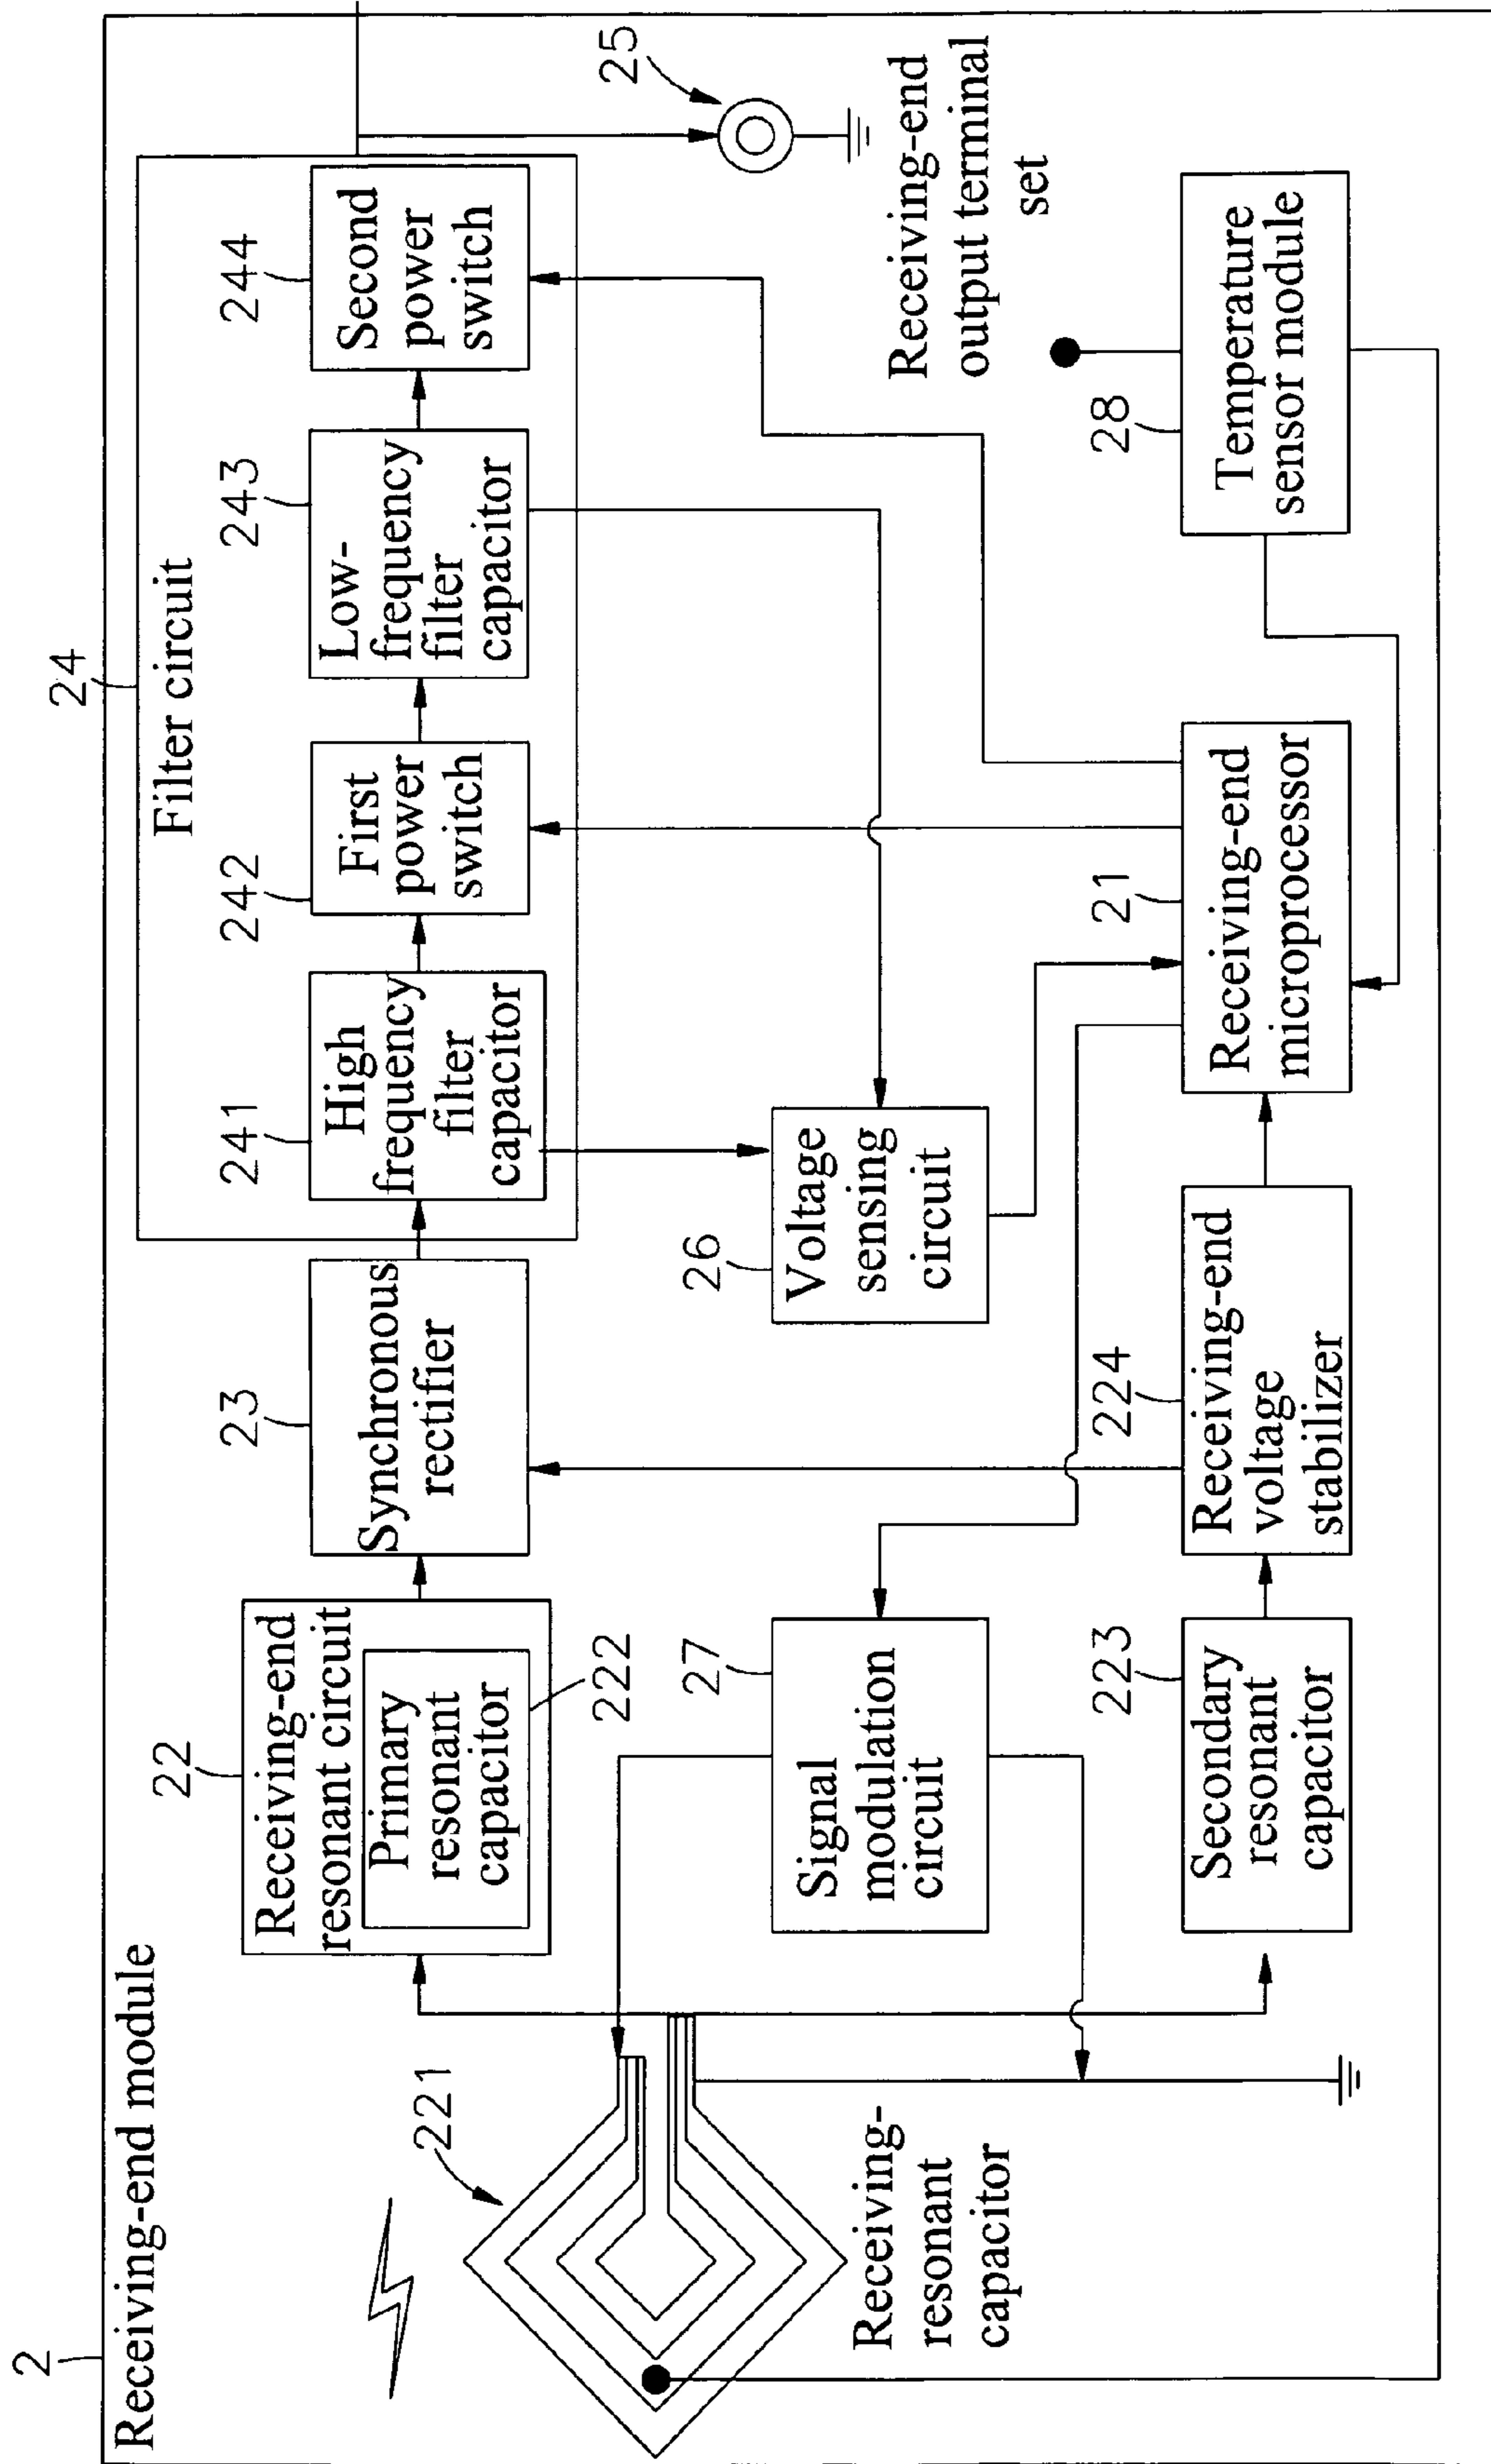 2
Receiving-end module
24
Filter circuit
22
Receiving-end
resonant circuit
Primary
resonant
capacitor
222
23
Synchronous
rectifier
241
High
frequency
filter
capacitor
242
First
power
switch
243
Low-
frequency
filter
capacitor
244
Second
power
switch
25
Receiving-end
output terminal
set
221
Receiving-
resonant
capacitor
27
Signal
modulation
circuit
26
Voltage
sensing
circuit
223
Secondary
resonant
capacitor
224
Receiving-end
voltage
stabilizer
21
Receiving-end
microprocessor
28
Temperature
sensor module